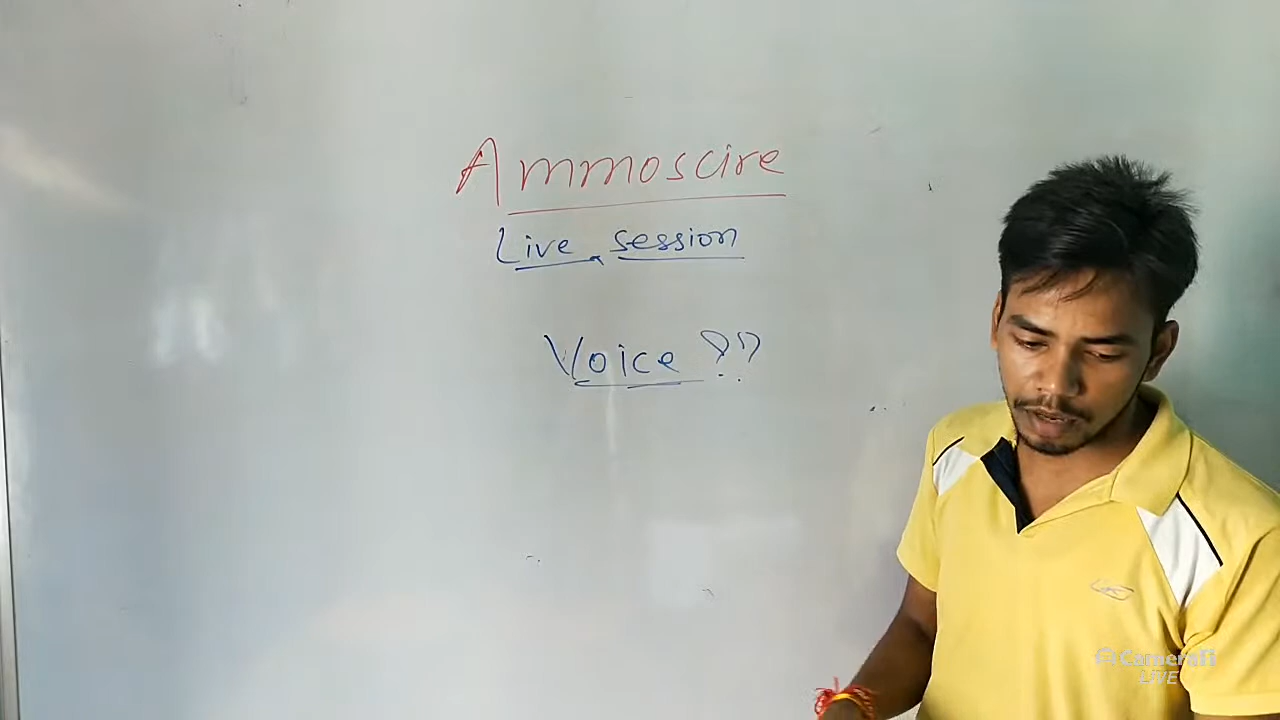 Ammoscire
Live session
Voice ??
CameraFi
LIVE